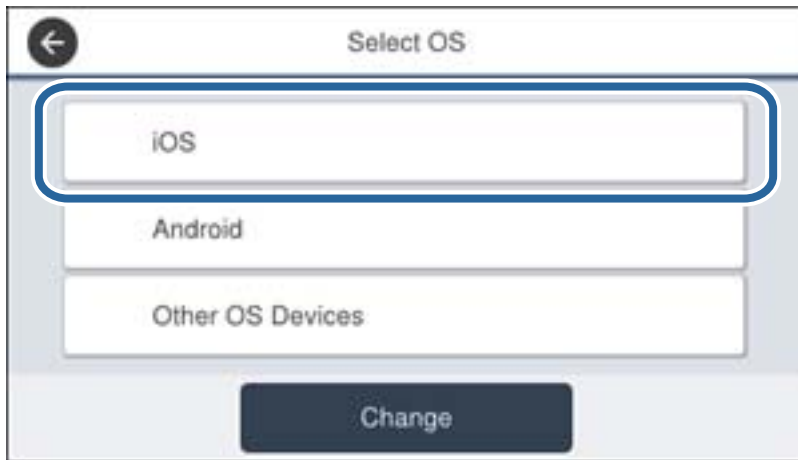 Select OS
iOS
Android
Other OS Devices
Change